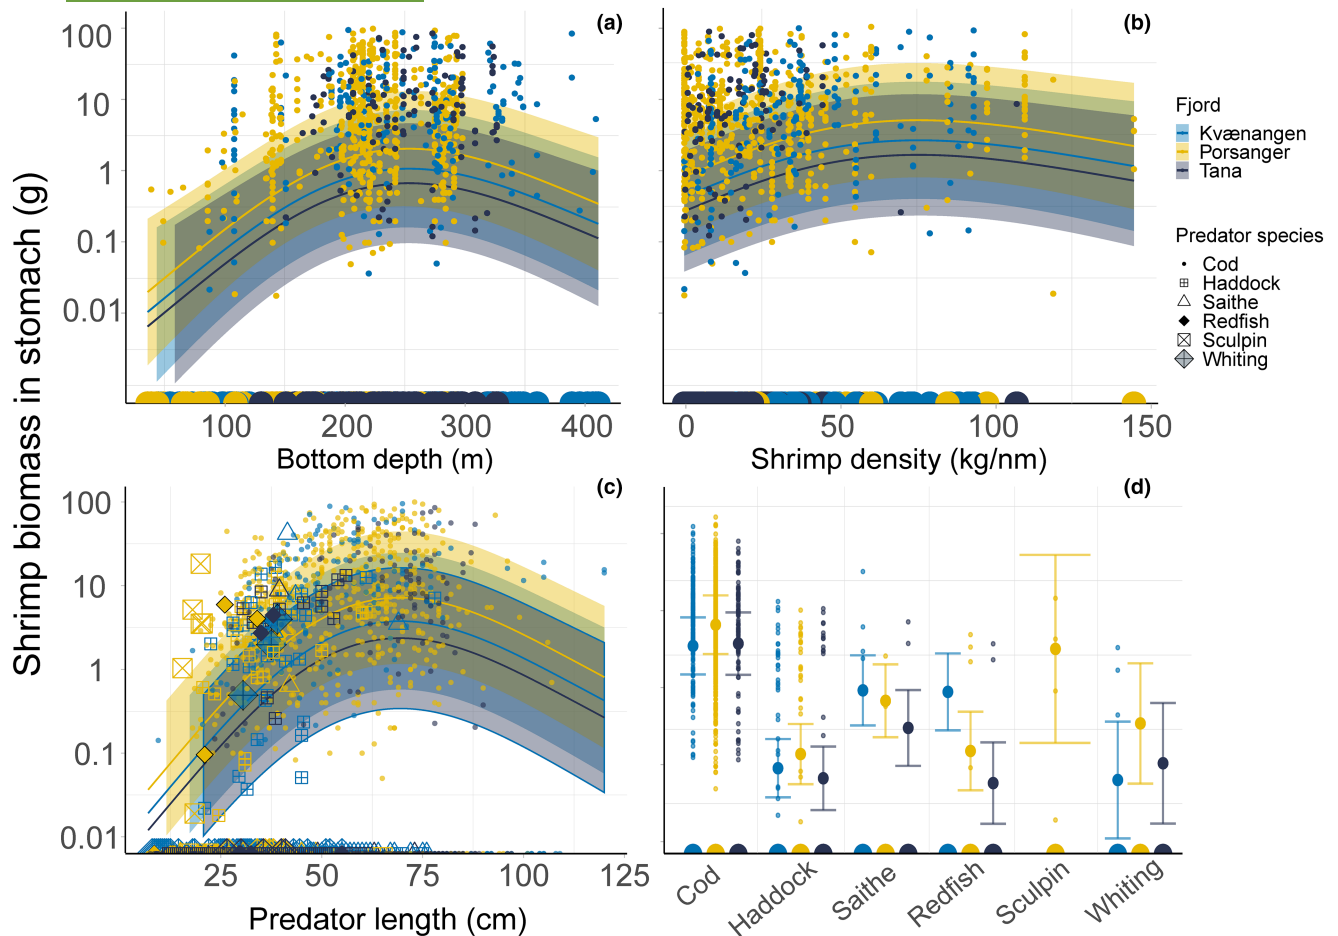 Shrimp biomass in stomach (g)
(a)
100
10
1
0.1
0.01
100
200
300
400
Bottom depth (m)
(b)
0
50
100
150
Shrimp density (kg/nm)
Fjord
Kvænangen
Porsanger
Tana
Predator species
Cod
Haddock
Saithe
Redfish
Sculpin
Whiting
(c)
100
10
1
0.1
0.01
25
50
75
100
125
Predator length (cm)
(d)
Cod
Haddock
Saithe
Redfish
Sculpin
Whiting